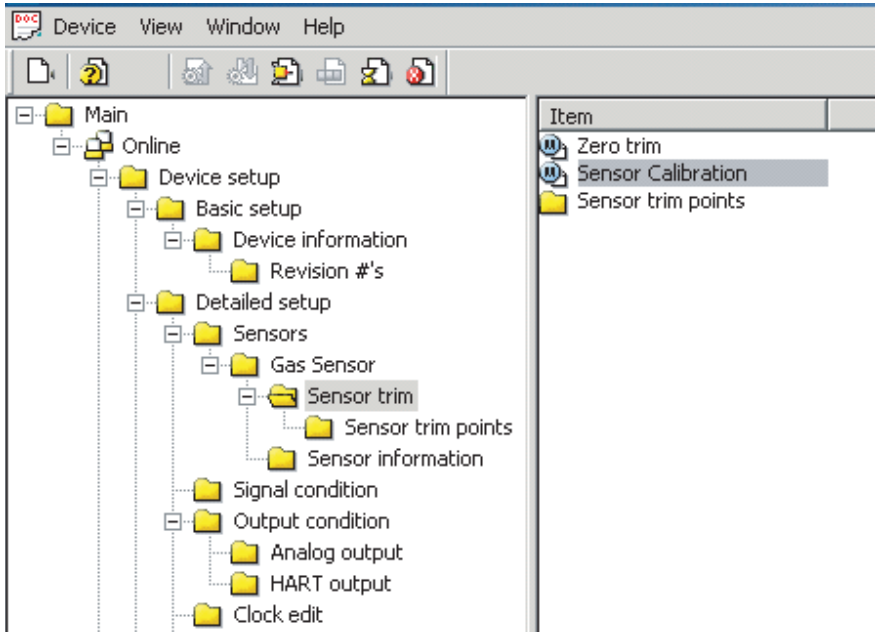 DOC
Device View Window Help
Main
Online
Device setup
Basic setup
Device information
Revision #'s
Detailed setup
Sensors
Gas Sensor
Sensor trim
Sensor trim points
Sensor information
Signal condition
Output condition
Analog output
HART output
Clock edit
Item
M Zero trim
M Sensor Calibration
Sensor trim points